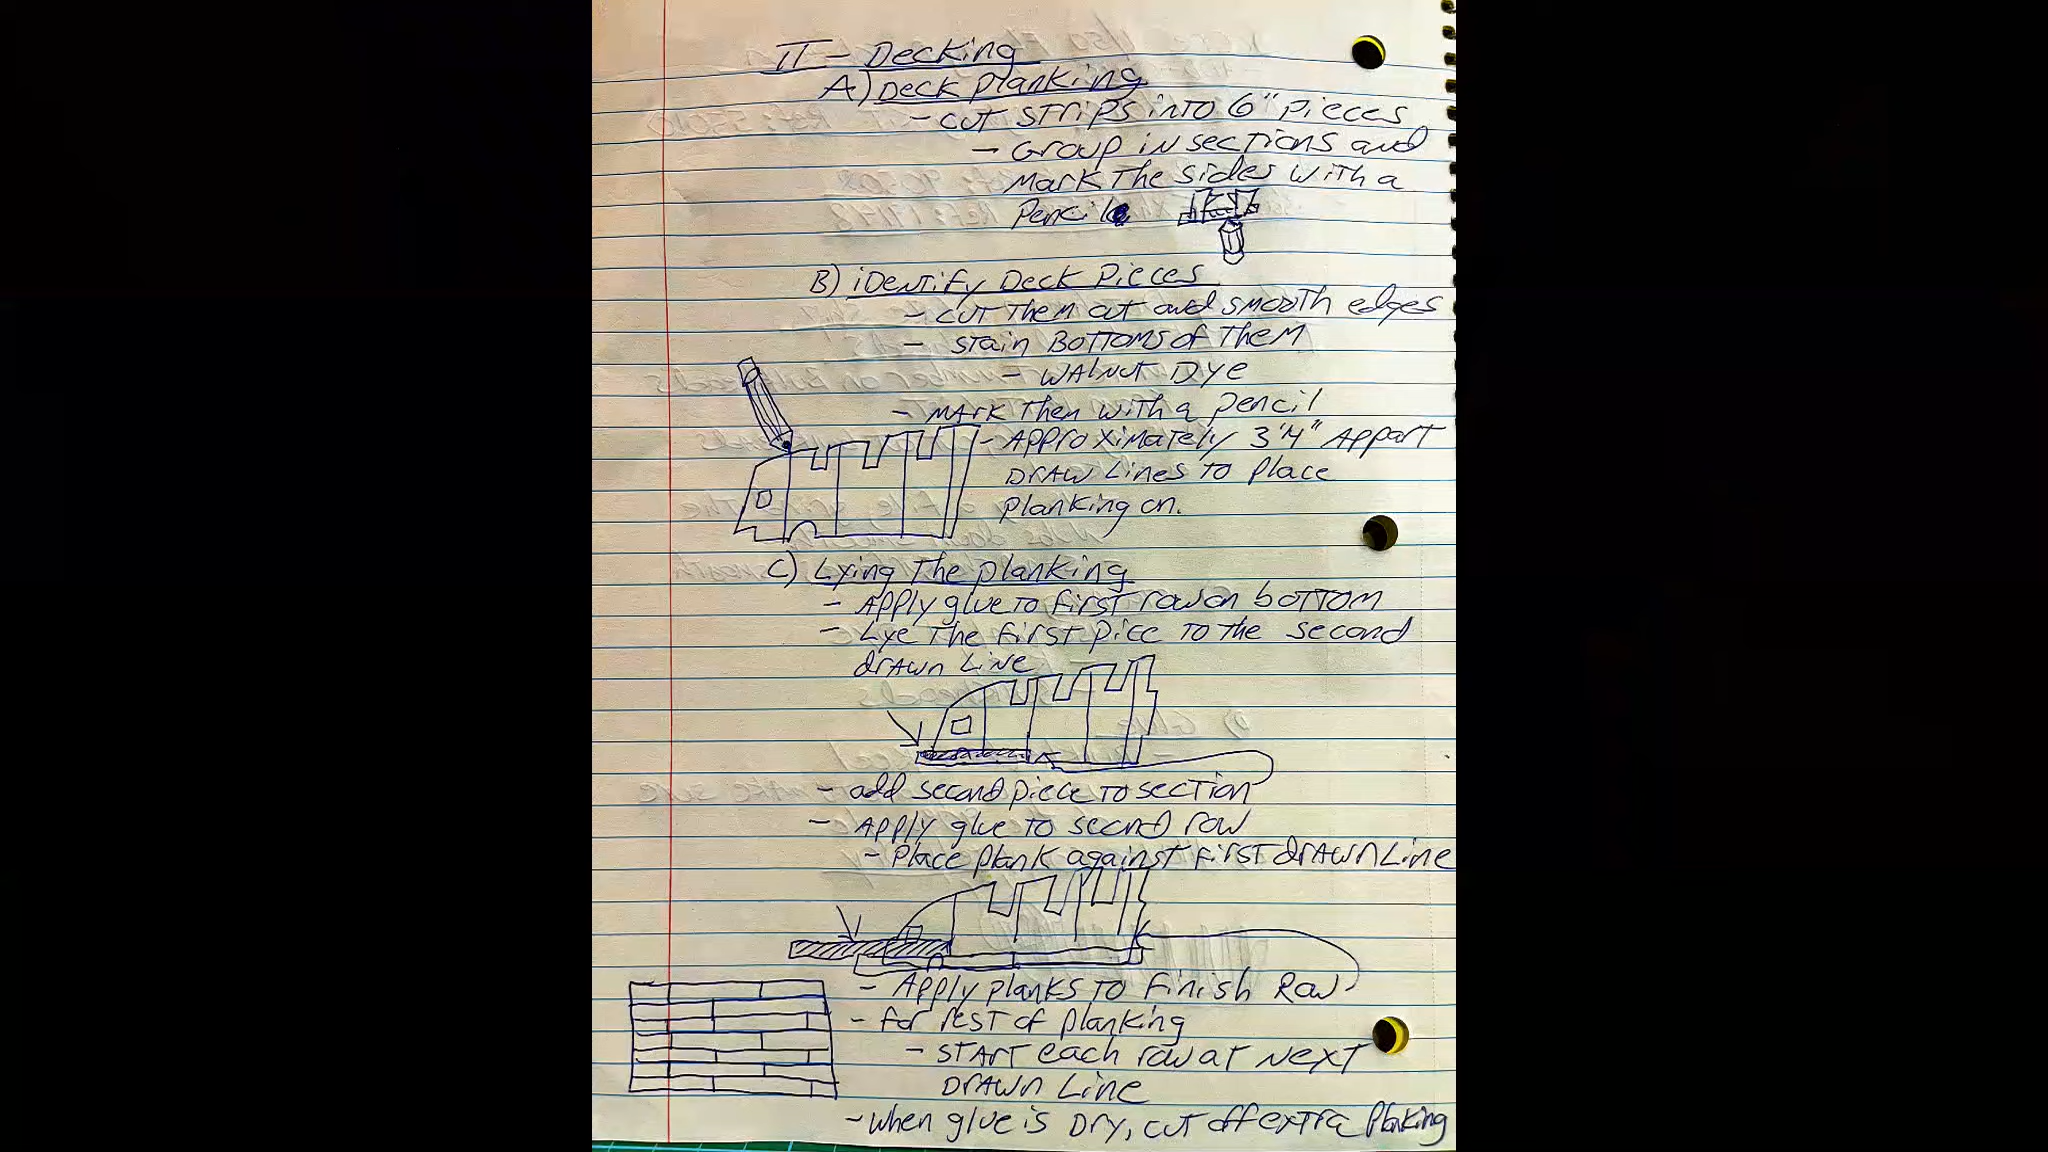 II - Decking
A) Deck planking
- cut strips into 6" pieces
- Group in sections and
mark the sides with a
pencil
B) iDentify Deck Pieces
- cut them out and smooth edges
- stain Bottoms of them
- walnut Dye
- Mark them with a pencil
- Approximately 3'4" Appart
Draw Lines to place
planking on.
C) Lying the planking
- Apply glue to first row on bottom
- Lye the first piece to the second
drawn Line
- add second piece to section
- Apply glue to second row
- Place plank against first drawn Line
- Apply planks to finish Row
- for rest of planking
- start each row at next
Drawn Line
- when glue is Dry, cut off extra Planking